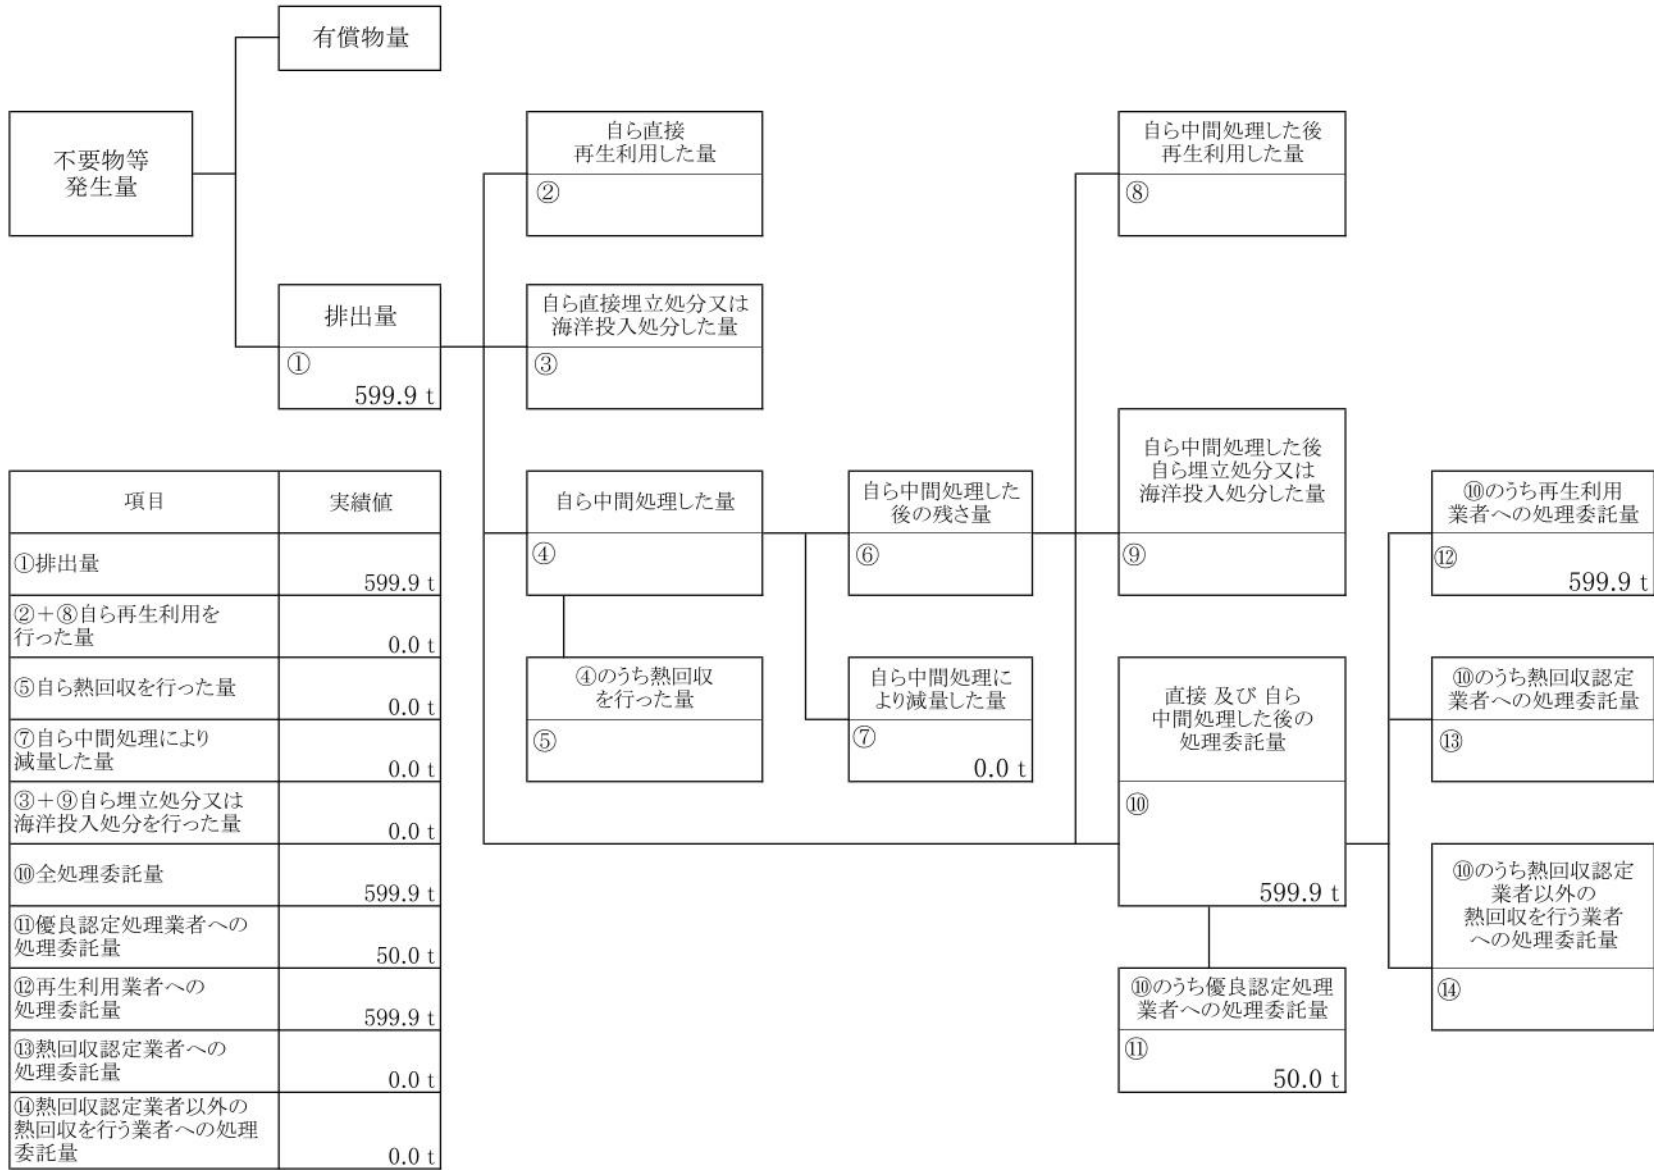 有償物量
不要物等
発生量
自ら直接
再生利用した量
②
自ら中間処理した後
再生利用した量
⑧
排出量
①
599.9 t
自ら直接埋立処分又は
海洋投入処分した量
③
自ら中間処理した量
④
自ら中間処理した
後の残さ量
⑥
自ら中間処理した後
自ら埋立処分又は
海洋投入処分した量
⑨
⑩のうち再生利用
業者への処理委託量
⑫
599.9 t
④のうち熱回収
を行った量
⑤
自ら中間処理に
より減量した量
⑦
0.0 t
直接 及び 自ら
中間処理した後の
処理委託量
⑩
599.9 t
⑩のうち熱回収認定
業者への処理委託量
⑬
⑩のうち熱回収認定
業者以外の
熱回収を行う業者
への処理委託量
⑭
⑩のうち優良認定処理
業者への処理委託量
⑪
50.0 t
項目 実績値
①排出量
599.9 t
②＋⑧自ら再生利用を
行った量
0.0 t
⑤自ら熱回収を行った量
0.0 t
⑦自ら中間処理により
減量した量
0.0 t
③＋⑨自ら埋立処分又は
海洋投入処分を行った量
0.0 t
⑩全処理委託量
599.9 t
⑪優良認定処理業者への
処理委託量
50.0 t
⑫再生利用業者への
処理委託量
599.9 t
⑬熱回収認定業者への
処理委託量
0.0 t
⑭熱回収認定業者以外の
熱回収を行う業者への処理
委託量
0.0 t